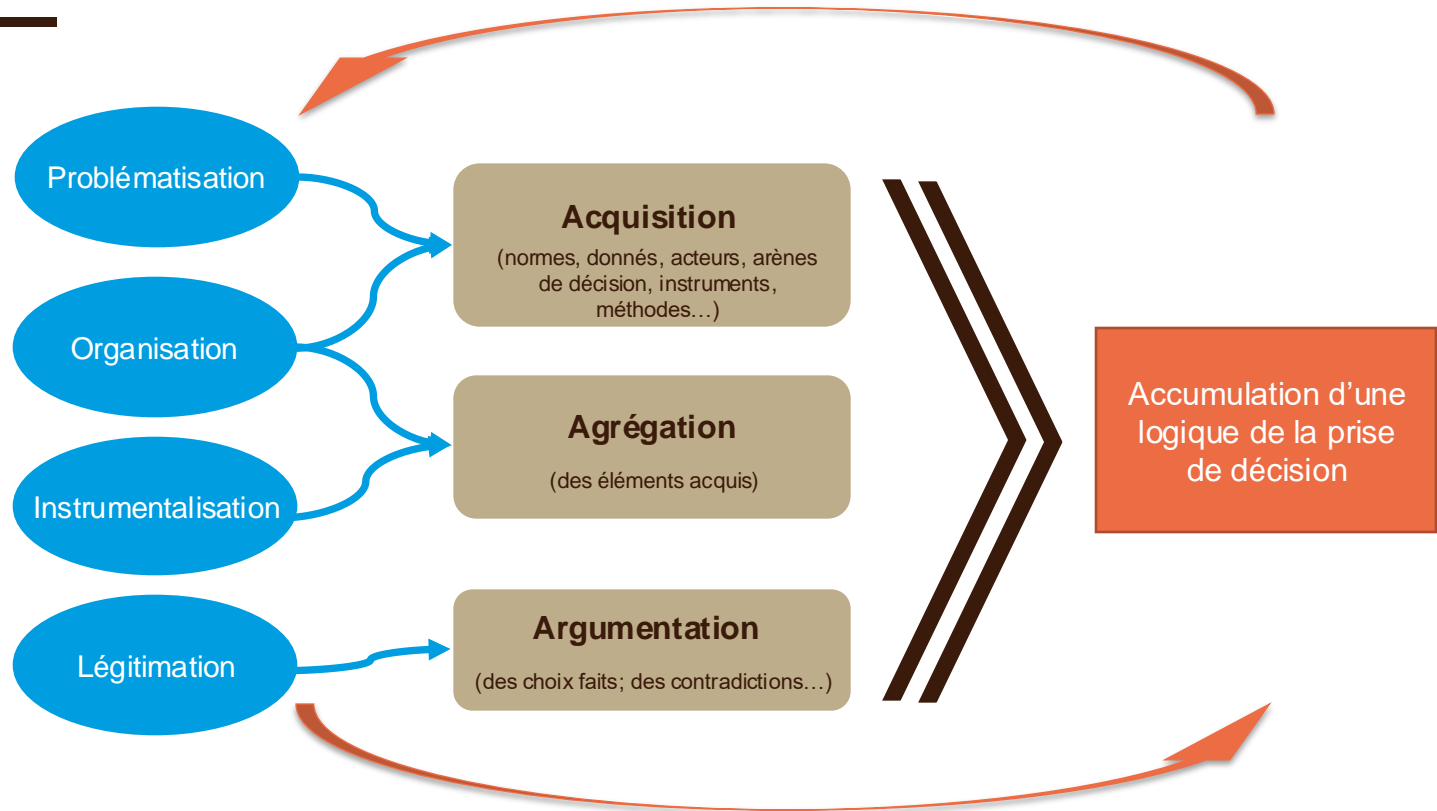 Problématisation
Organisation
Instrumentalisation
Légitimation
Acquisition
(normes, donnés, acteurs, arènes
de décision, instruments,
méthodes…)
Agrégation
(des éléments acquis)
Argumentation
(des choix faits; des contradictions…)
Accumulation d’une
logique de la prise
de décision